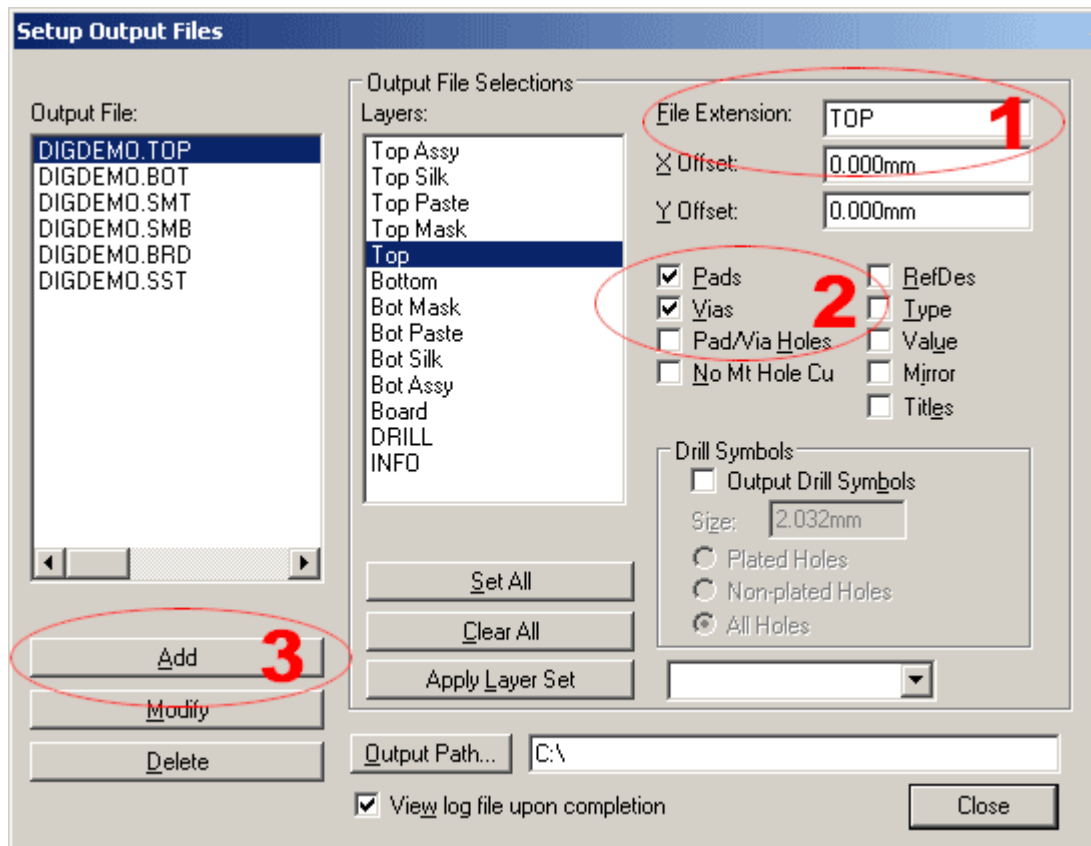 Setup Output Files
Output File:
DIGDEMO.TOP
DIGDEMO.BOT
DIGDEMO.SMT
DIGDEMO.SMB
DIGDEMO.BRD
DIGDEMO.SST
Add
3
Modify
Delete
Output File Selections
Layers:
Top Assy
Top Silk
Top Paste
Top Mask
Top
Bottom
Bot Mask
Bot Paste
Bot Silk
Bot Assy
Board
DRILL
INFO
Set All
Clear All
Apply Layer Set
File Extension: TOP
1
X Offset: 0.000mm
Y Offset: 0.000mm
Pads
Vias
Pad/Via Holes
No Mt Hole Cu
2
RefDes
Type
Value
Mirror
Titles
Drill Symbols
Output Drill Symbols
Size: 2.032mm
Plated Holes
Non-plated Holes
All Holes
Output Path... C:\
View log file upon completion
Close